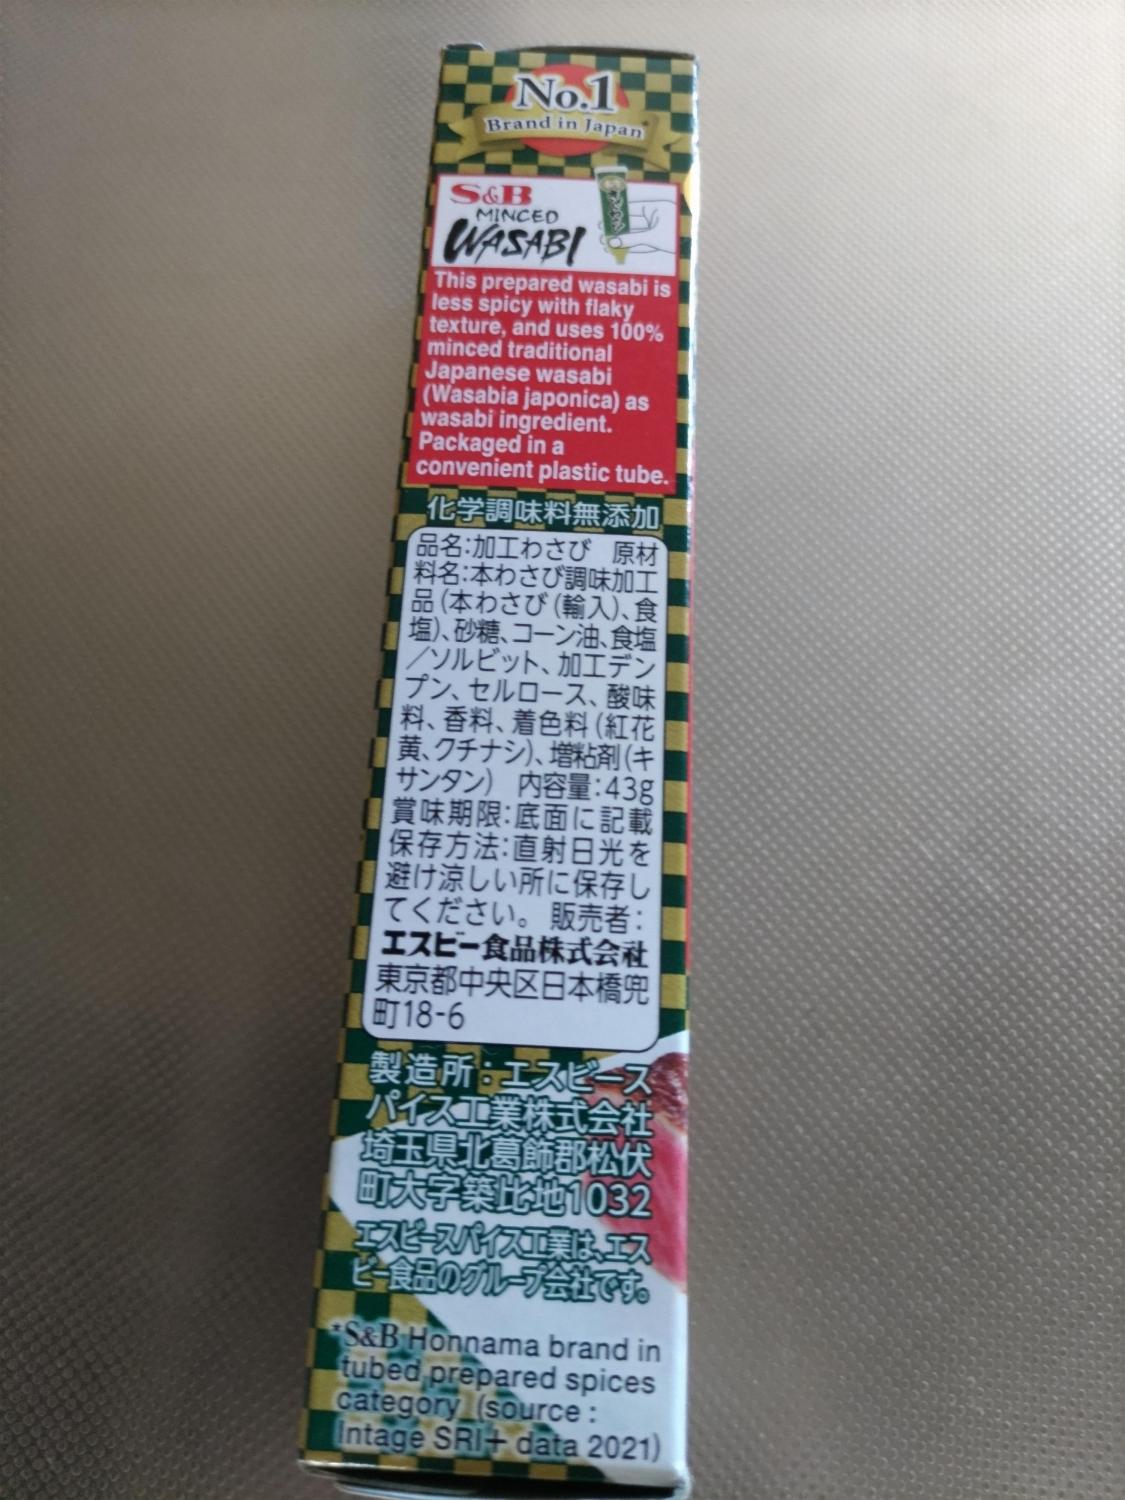 No.1
Brand in Japan*
S&B
MINCED
WASABI
This prepared wasabi is
less spicy with flaky
texture, and uses 100%
minced traditional
Japanese wasabi
(Wasabia japonica) as
wasabi ingredient.
Packaged in a
convenient plastic tube.
化学調味料無添加
品名:加工わさび　原材
料名:本わさび調味加工
品(本わさび(輸入)、食
塩)、砂糖、コーン油、食塩
／ソルビット、加工デン
プン、セルロース、酸味
料、香料、着色料(紅花
黄、クチナシ)、増粘剤(キ
サンタン)　内容量:43g
賞味期限:底面に記載
保存方法:直射日光を
避け涼しい所に保存し
てください。 販売者:
エスビー食品株式会社
東京都中央区日本橋兜
町18-6
製造所:エスビース
パイス工業株式会社
埼玉県北葛飾郡松伏
町大字築比地1032
エスビースパイス工業は、エス
ビー食品のグループ会社です。
*S&B Honnama brand in
tubed prepared spices
category (source :
Intage SRI+ data 2021)